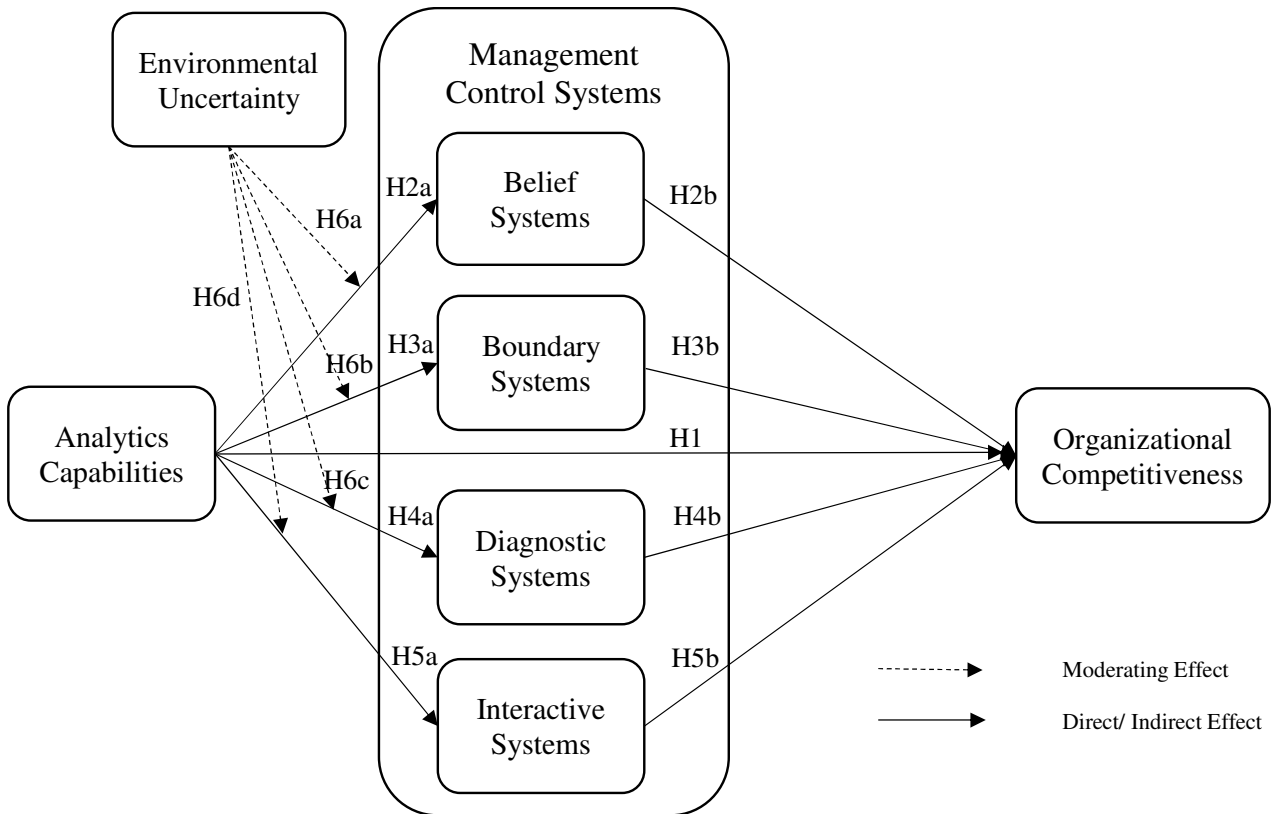 Environmental
Uncertainty
Management
Control Systems
H2a
Belief
Systems
H2b
H6a
H6d
H6b
H3a
Boundary
Systems
H3b
Analytics
Capabilities
H1
Organizational
Competitiveness
H6c
H4a
Diagnostic
Systems
H4b
H5a
Interactive
Systems
H5b
Moderating Effect
Direct/ Indirect Effect